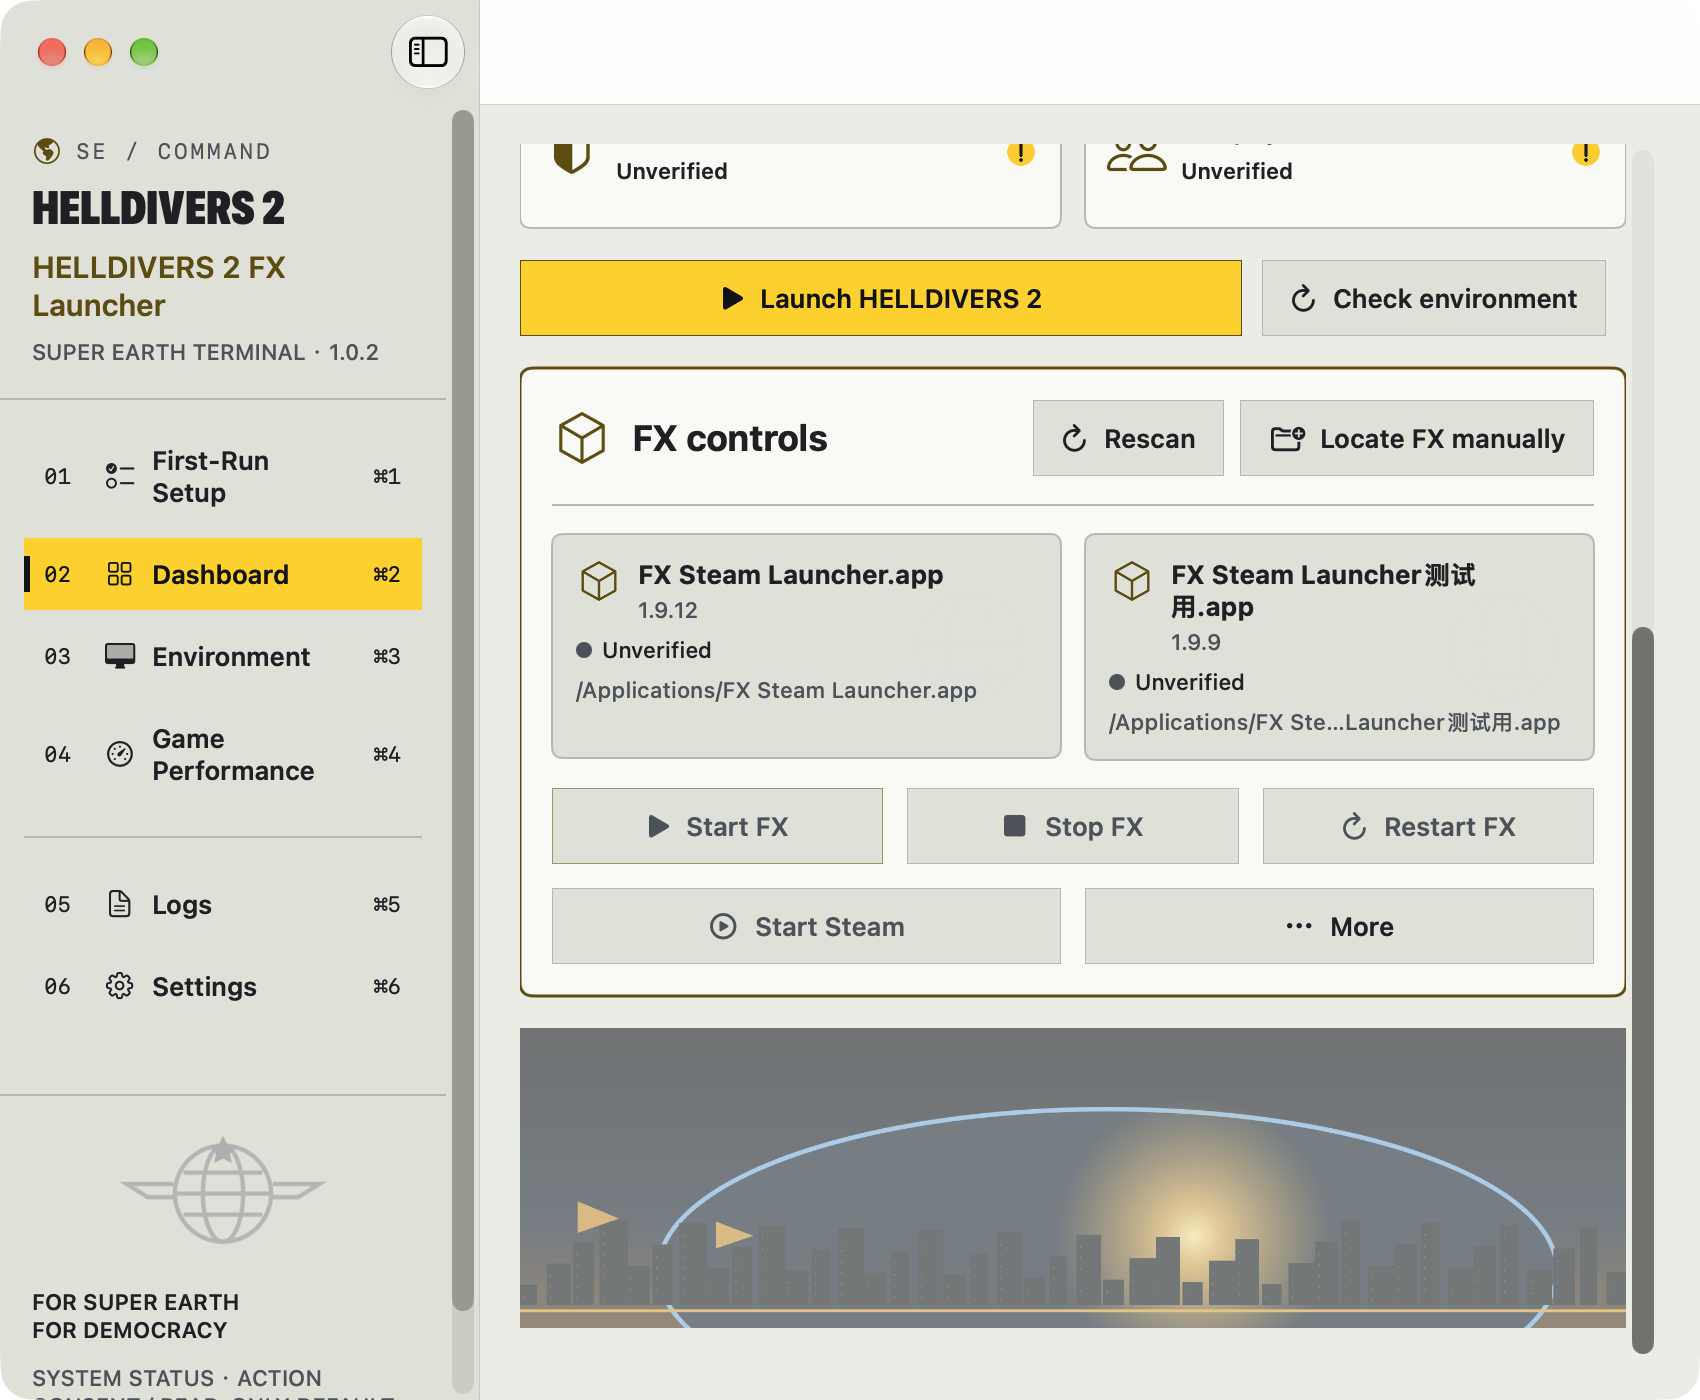 SE / COMMAND
HELLDIVERS 2
HELLDIVERS 2 FX
Launcher
SUPER EARTH TERMINAL · 1.0.2
01 First-Run
Setup ⌘1
02 Dashboard ⌘2
03 Environment ⌘3
04 Game
Performance ⌘4
05 Logs ⌘5
06 Settings ⌘6
FOR SUPER EARTH
FOR DEMOCRACY
SYSTEM STATUS · ACTION
Unverified
Unverified
Launch HELLDIVERS 2
Check environment
FX controls
Rescan
Locate FX manually
FX Steam Launcher.app
1.9.12
Unverified
/Applications/FX Steam Launcher.app
FX Steam Launcher测试
用.app
1.9.9
Unverified
/Applications/FX Ste...Launcher测试用.app
Start FX
Stop FX
Restart FX
Start Steam
More